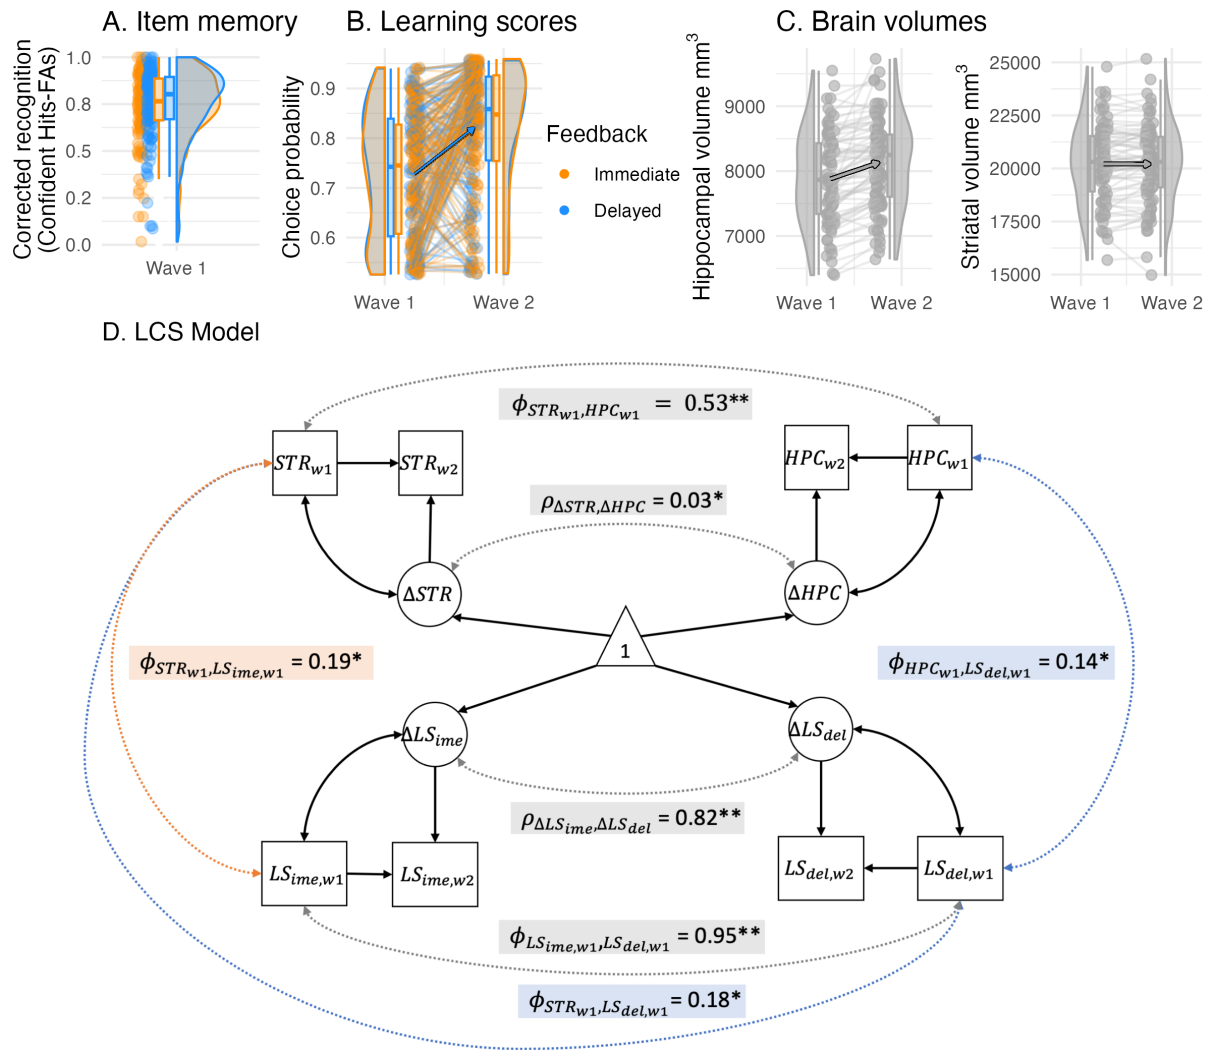 A. Item memory
Corrected recognition
(Confident Hits-FAs)
1.0
0.8
0.5
0.2
0.0
Wave 1
B. Learning scores
Choice probability
0.9
0.8
0.7
0.6
Wave 1 Wave 2
Feedback
Immediate
Delayed
C. Brain volumes
Hippocampal volume mm³
9000
8000
7000
Wave 1 Wave 2
Striatal volume mm³
25000
22500
20000
17500
15000
Wave 1 Wave 2
D. LCS Model
ϕSTRw1,HPCw1 = 0.53**
STRw1 STRw2 HPCw2 HPCw1
ρΔSTR,ΔHPC = 0.03*
ΔSTR ΔHPC
1
ϕSTRw1,LSime,w1 = 0.19* ϕHPCw1,LSdel,w1 = 0.14*
ΔLSime ΔLSdel
ρΔLSime,ΔLSdel = 0.82**
LSime,w1 LSime,w2 LSdel,w2 LSdel,w1
ϕLSime,w1,LSdel,w1 = 0.95**
ϕSTRw1,LSdel,w1 = 0.18*